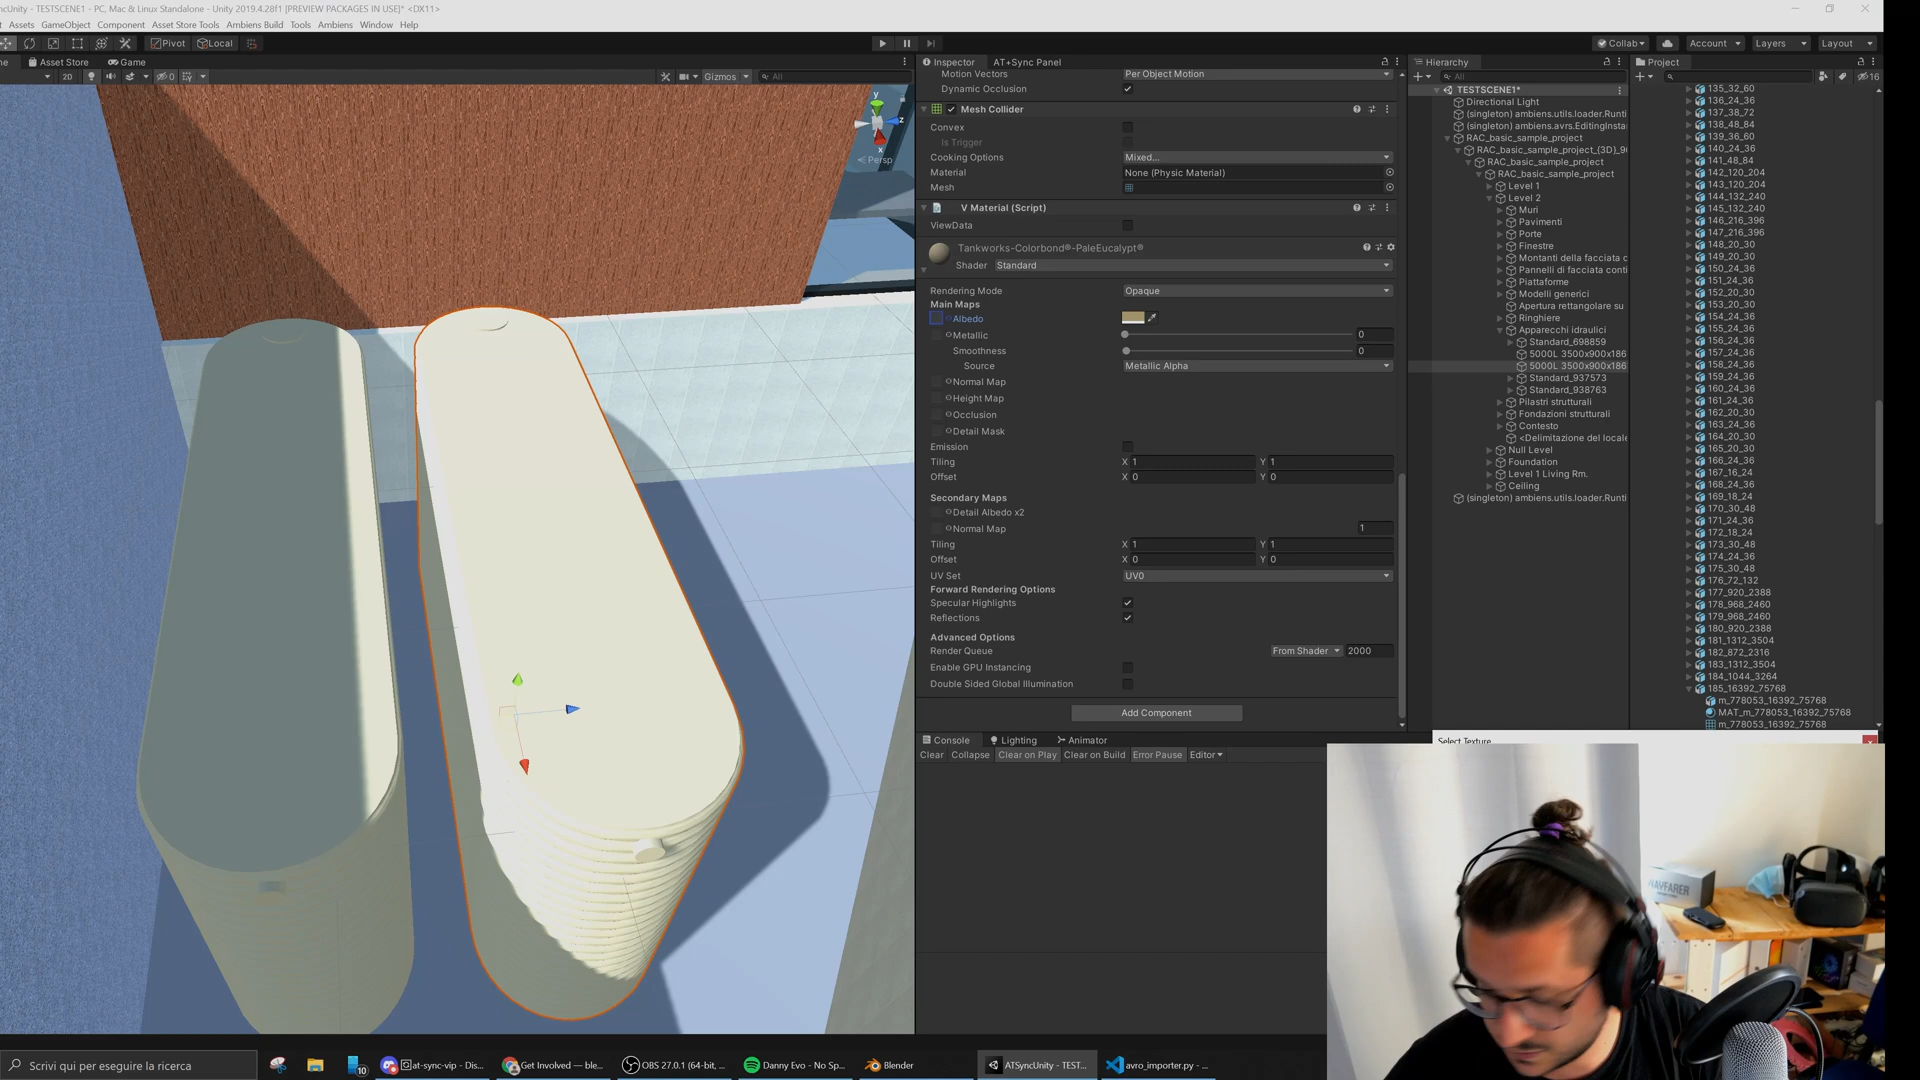 ncUnity - TESTSCENE1 - PC, Mac & Linux Standalone - Unity 2019.4.28f1 [PREVIEW PACKAGES IN USE]* <DX11>
Assets GameObject Component Asset Store Tools Ambiens Build Tools Ambiens Window Help
Pivot Local
Collab Account Layers Layout
Asset Store Game
2D 0 Gizmos All
Persp
y
z
x
Inspector AT+Sync Panel
Motion Vectors Per Object Motion
Dynamic Occlusion
Mesh Collider
Convex
Is Trigger
Cooking Options Mixed...
Material None (Physic Material)
Mesh
V Material (Script)
ViewData
Tankworks-Colorbond®-PaleEucalypt®
Shader Standard
Rendering Mode Opaque
Main Maps
Albedo
Metallic 0
Smoothness 0
Source Metallic Alpha
Normal Map
Height Map
Occlusion
Detail Mask
Emission
Tiling X 1 Y 1
Offset X 0 Y 0
Secondary Maps
Detail Albedo x2
Normal Map 1
Tiling X 1 Y 1
Offset X 0 Y 0
UV Set UV0
Forward Rendering Options
Specular Highlights
Reflections
Advanced Options
Render Queue From Shader 2000
Enable GPU Instancing
Double Sided Global Illumination
Add Component
Console Lighting Animator
Clear Collapse Clear on Play Clear on Build Error Pause Editor
Hierarchy
All
TESTSCENE1*
Directional Light
(singleton) ambiens.utils.loader.Runti
(singleton) ambiens.avrs.EditingInsta
RAC_basic_sample_project
RAC_basic_sample_project_{3D}_9
RAC_basic_sample_project
RAC_basic_sample_project
Level 1
Level 2
Muri
Pavimenti
Porte
Finestre
Montanti della facciata c
Pannelli di facciata conti
Piattaforme
Modelli generici
Apertura rettangolare su
Ringhiere
Apparecchi idraulici
Standard_698859
5000L 3500x900x186
5000L 3500x900x186
Standard_937573
Standard_938763
Pilastri strutturali
Fondazioni strutturali
Contesto
<Delimitazione del locale
Null Level
Foundation
Level 1 Living Rm.
Ceiling
(singleton) ambiens.utils.loader.Runti
Project
16
135_32_60
136_24_36
137_38_72
138_48_84
139_36_60
140_24_36
141_48_84
142_120_204
143_120_204
144_132_240
145_132_240
146_216_396
147_216_396
148_20_30
149_20_30
150_24_36
151_24_36
152_20_30
153_20_30
154_24_36
155_24_36
156_24_36
157_24_36
158_24_36
159_24_36
160_24_36
161_24_36
162_20_30
163_24_36
164_20_30
165_20_30
166_24_36
167_16_24
168_24_36
169_18_24
170_30_48
171_24_36
172_18_24
173_30_48
174_24_36
175_30_48
176_72_132
177_920_2388
178_968_2460
179_968_2460
180_920_2388
181_1312_3504
182_872_2316
183_1312_3504
184_1044_3264
185_16392_75768
m_778053_16392_75768
MAT_m_778053_16392_75768
m_778053_16392_75768
Select Texture
WAYFARER
Scrivi qui per eseguire la ricerca
10
at-sync-vip - Dis...
Get Involved — ble...
OBS 27.0.1 (64-bit, ...
Danny Evo - No Sp...
Blender
ATSyncUnity - TEST...
avro_importer.py - ...